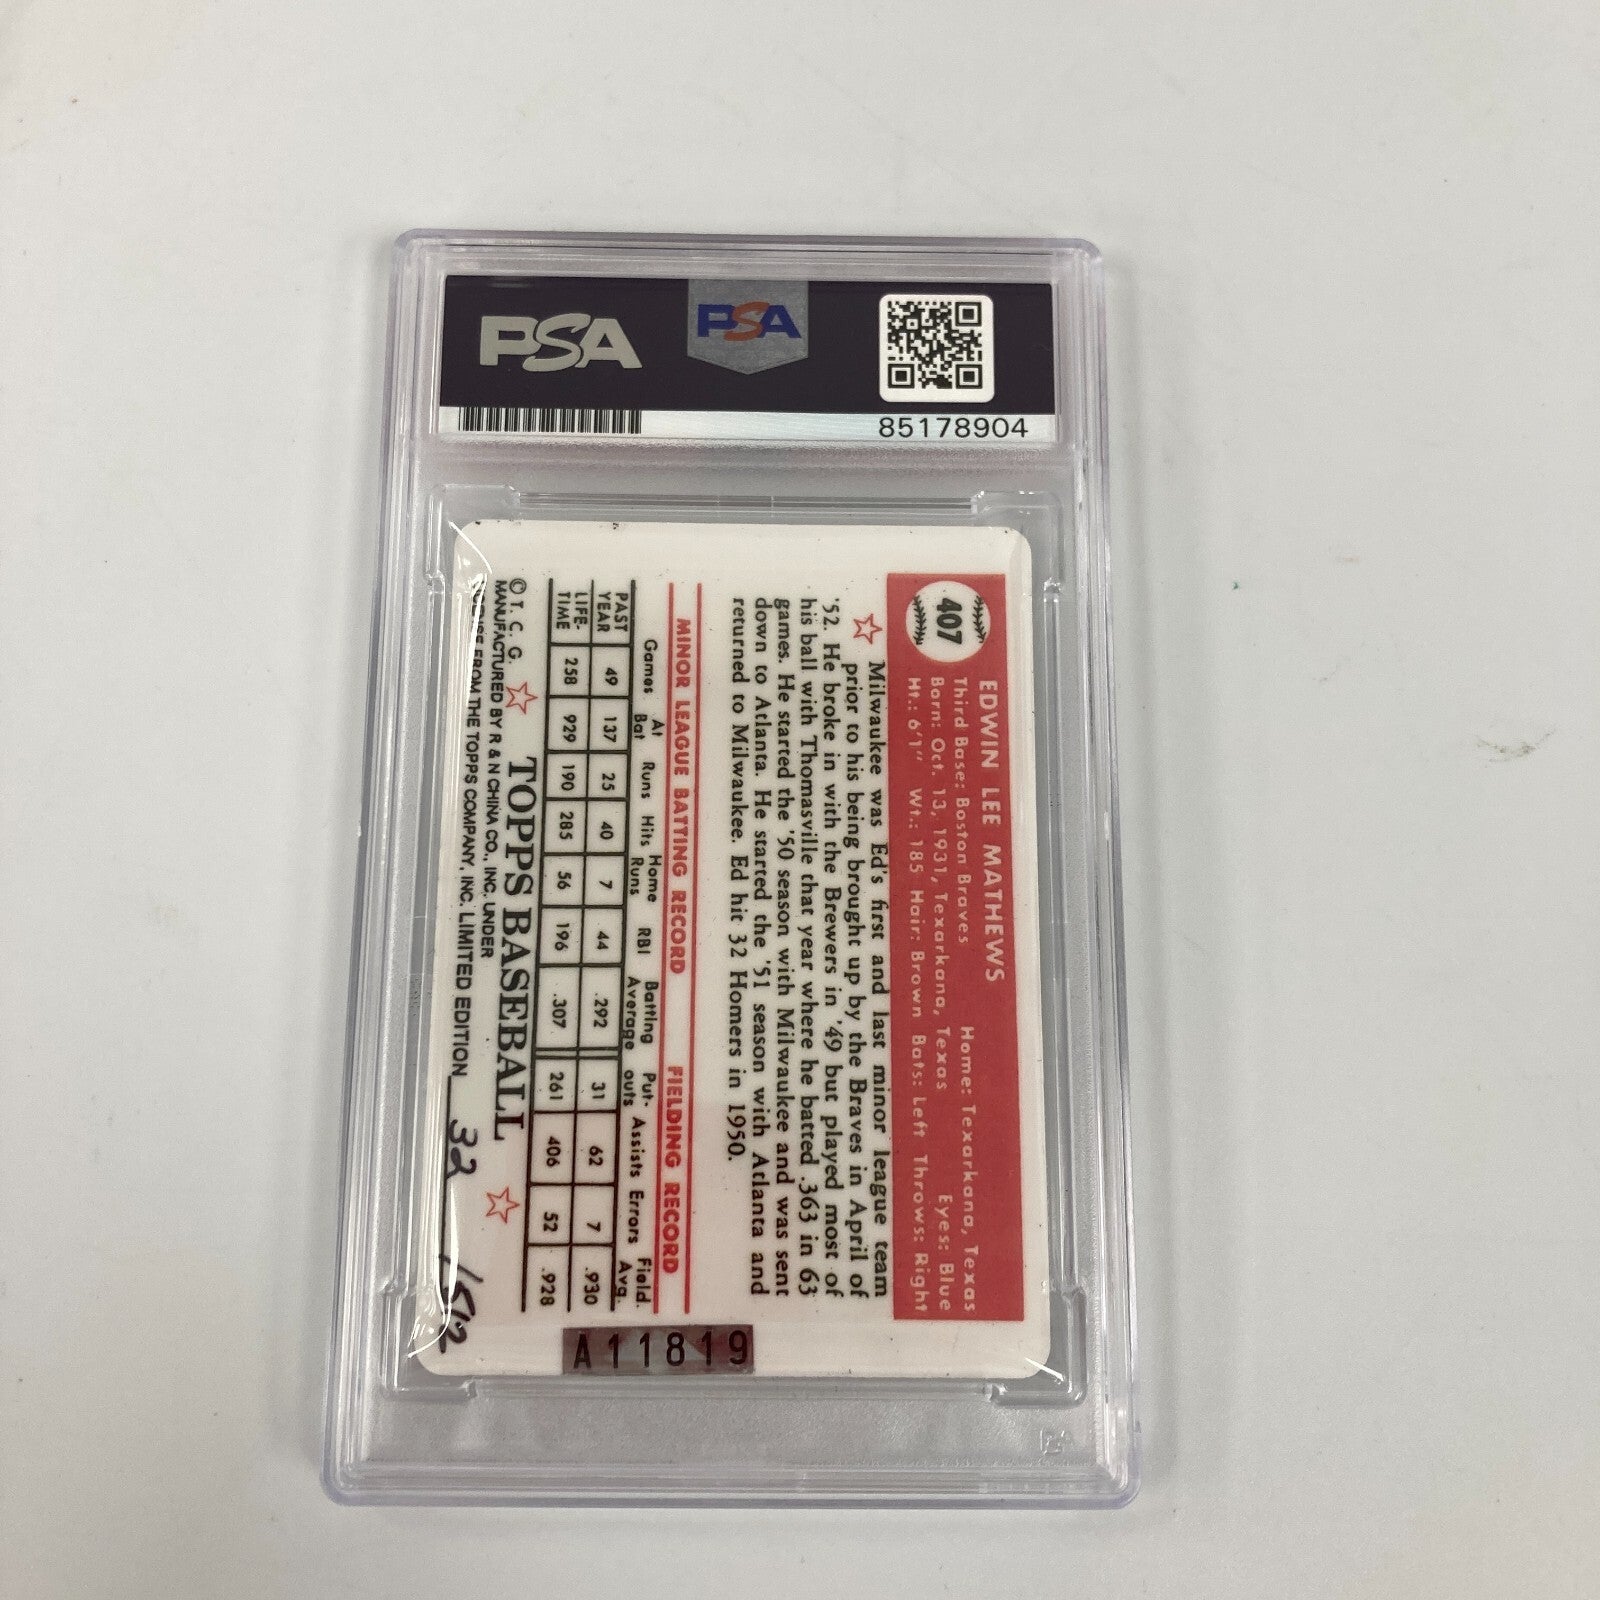 PSA
PSA
85178904
407
EDWIN LEE MATHEWS
Third Base: Boston Braves Home: Texarkana, Texas
Born: Oct. 13, 1931, Texarkana, Texas Eyes: Blue
Ht.: 6'1" Wt.: 185 Hair: Brown Bats: Left Throws: Right
Milwaukee was Ed's first and last minor league team
prior to his being brought up by the Braves in April of
'52. He broke in with the Brewers in '49 but played most of
his ball with Thomasville that year where he batted .363 in 63
games. He started the '50 season with Milwaukee and was sent
down to Atlanta. He started the '51 season with Atlanta and
returned to Milwaukee. Ed hit 32 Homers in 1950.
MINOR LEAGUE BATTING RECORD FIELDING RECORD
Games At Bat Runs Hits Home Runs RBI Batting Average Put-outs Assists Errors Field. Avg.
PAST YEAR 49 137 25 40 7 44 .292 31 62 7 .930
LIFE-TIME 258 929 190 285 56 196 .307 261 406 52 .928
© T. C. G. TOPPS BASEBALL
MANUFACTURED BY R & N CHINA CO., INC. UNDER
FROM THE TOPPS COMPANY, INC. LIMITED EDITION 32
A11819